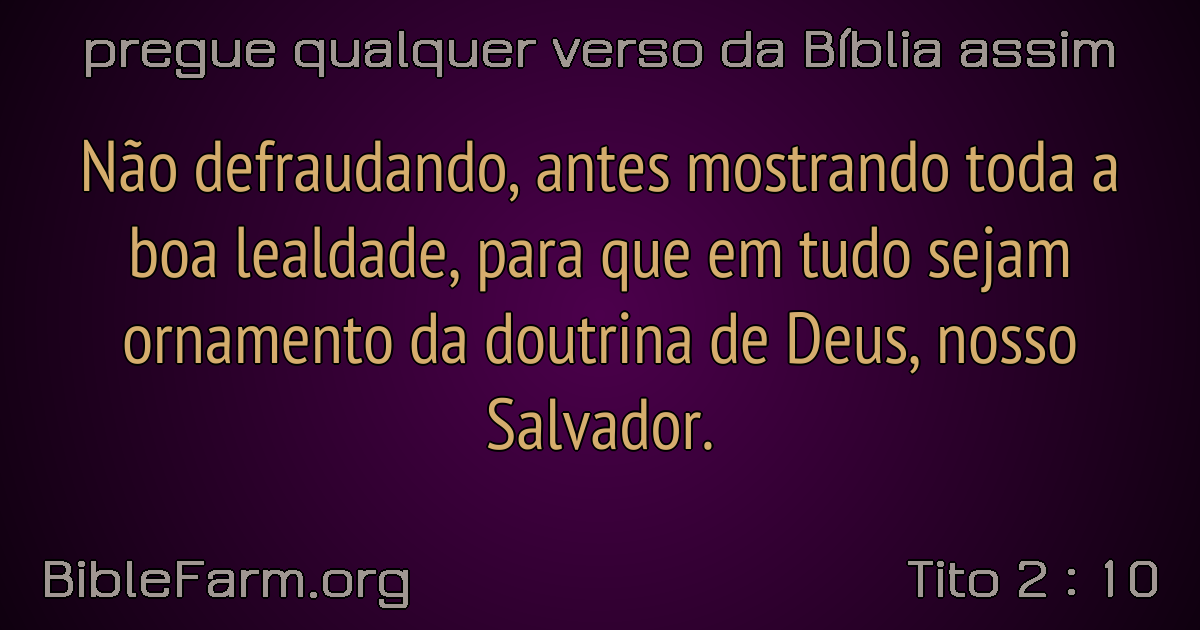 pregue qualquer verso da Bíblia assim
Não defraudando, antes mostrando toda a
boa lealdade, para que em tudo sejam
ornamento da doutrina de Deus, nosso
Salvador.
BibleFarm.org
Tito 2 : 10